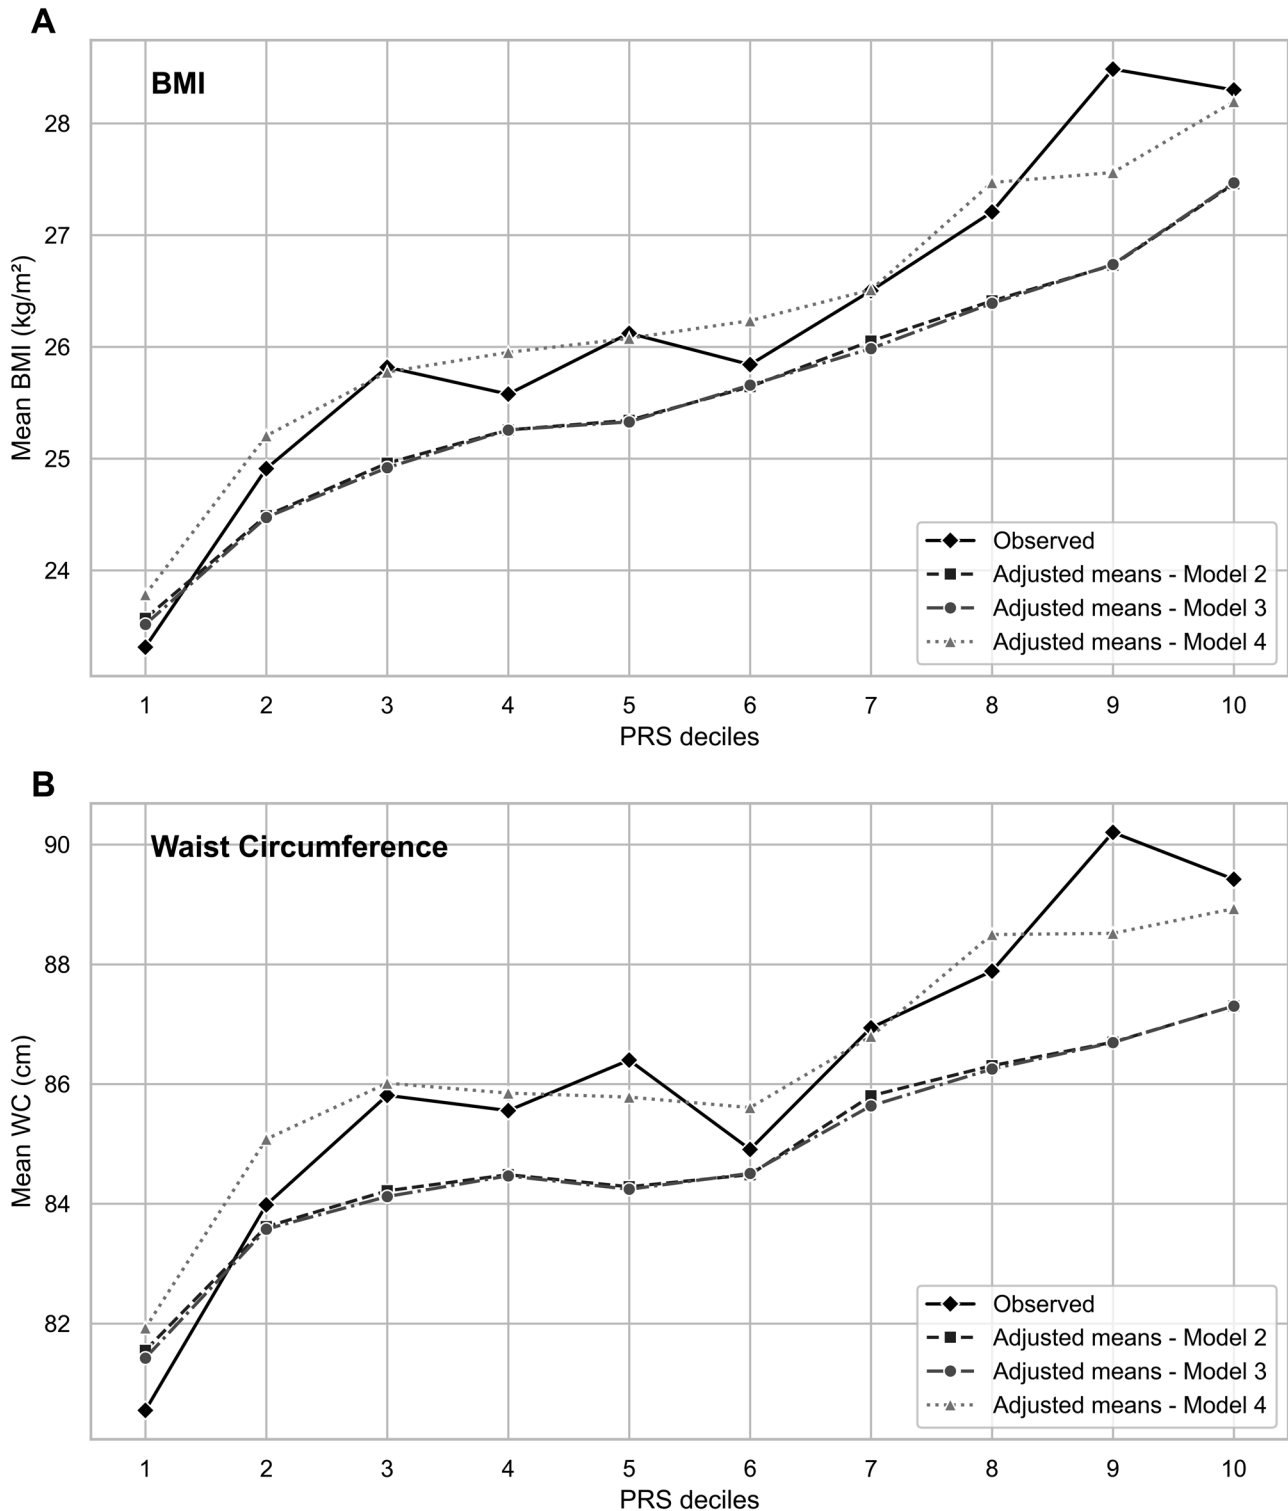 A
BMI
28
27
26
25
24
Mean BMI (kg/m²)
Observed
Adjusted means - Model 2
Adjusted means - Model 3
Adjusted means - Model 4
1 2 3 4 5 6 7 8 9 10
PRS deciles
B
Waist Circumference
90
88
86
84
82
Mean WC (cm)
Observed
Adjusted means - Model 2
Adjusted means - Model 3
Adjusted means - Model 4
1 2 3 4 5 6 7 8 9 10
PRS deciles